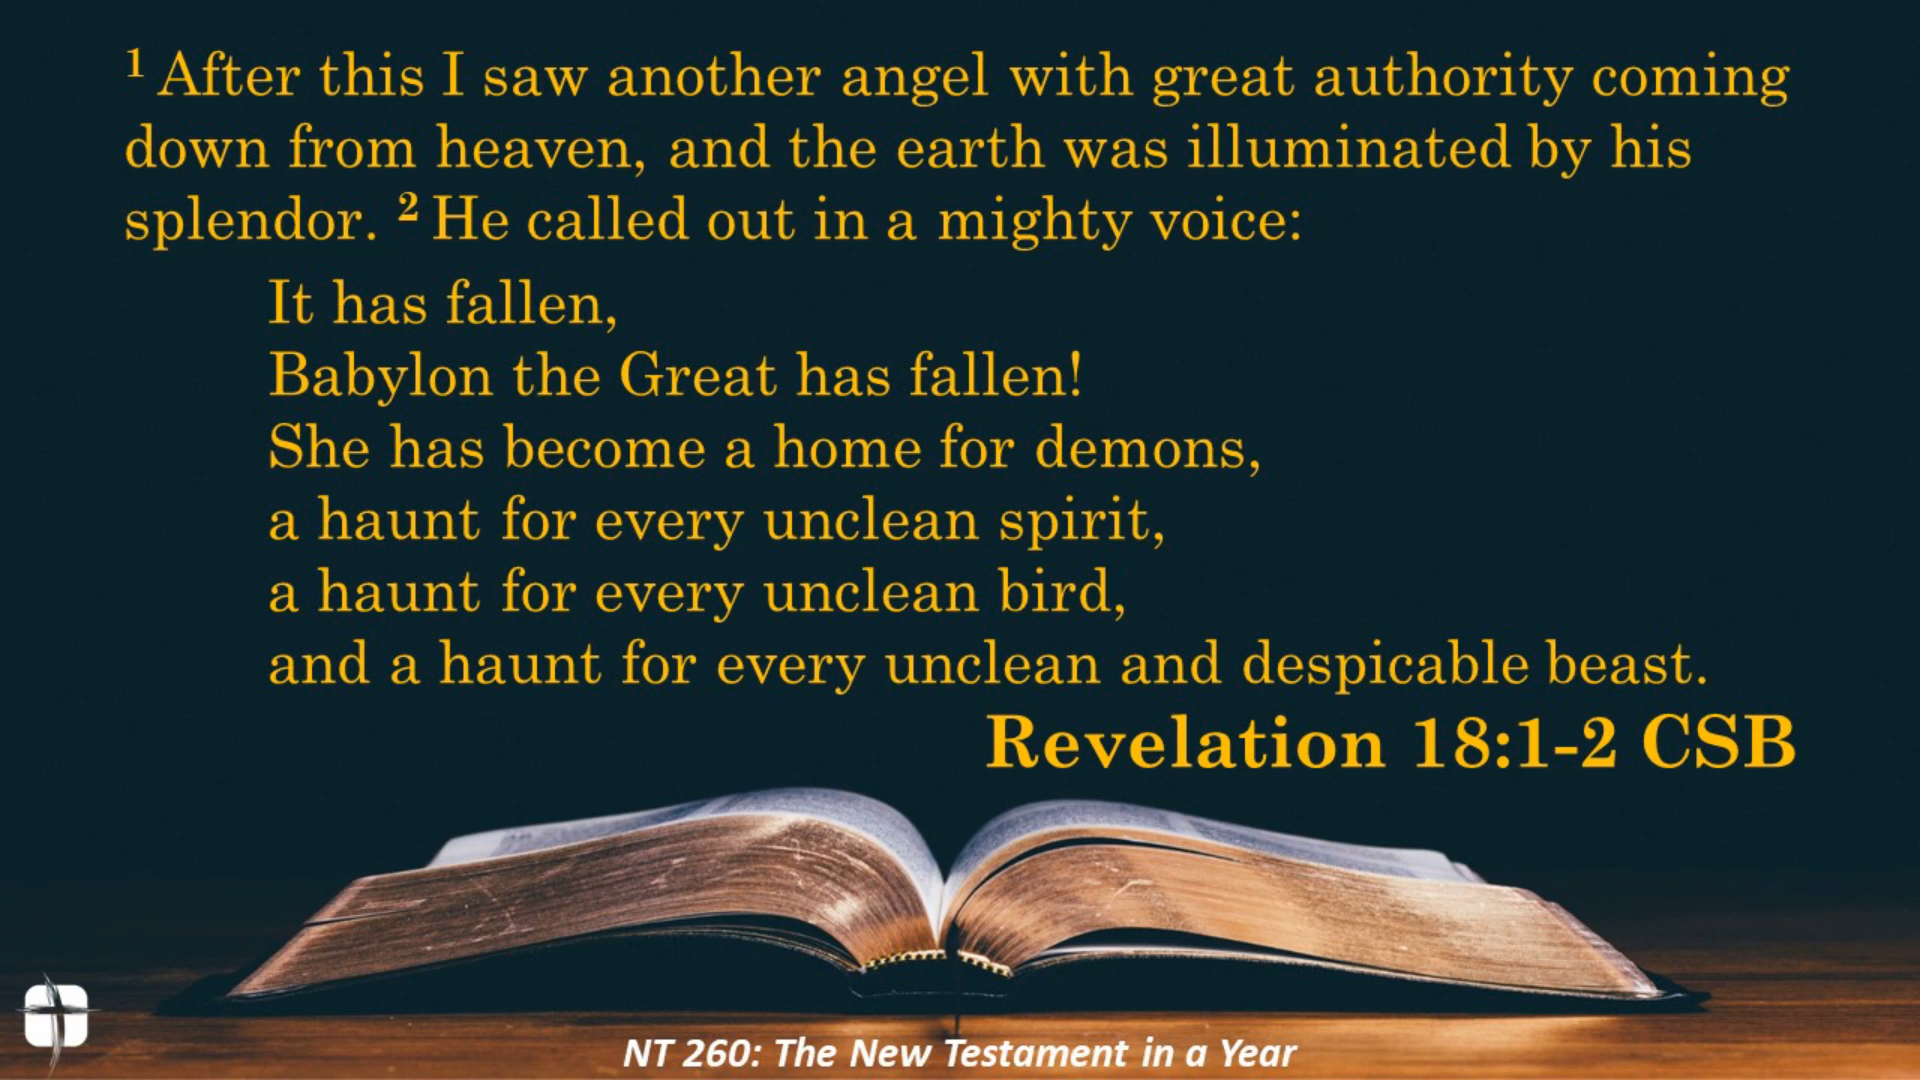 1 After this I saw another angel with great authority coming
down from heaven, and the earth was illuminated by his
splendor. 2 He called out in a mighty voice:
It has fallen,
Babylon the Great has fallen!
She has become a home for demons,
a haunt for every unclean spirit,
a haunt for every unclean bird,
and a haunt for every unclean and despicable beast.
Revelation 18:1-2 CSB
NT 260: The New Testament in a Year